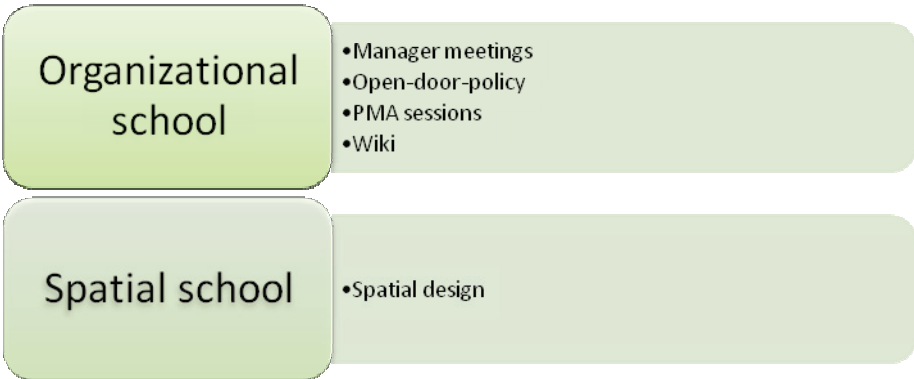 Organizational
school
•Manager meetings
•Open-door-policy
•PMA sessions
•Wiki
Spatial school
•Spatial design